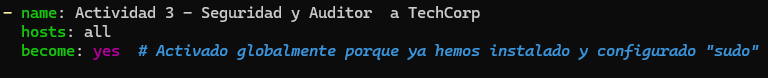 - name: Actividad 3 - Seguridad y Auditor  a TechCorp
hosts: all
become: yes  # Activado globalmente porque ya hemos instalado y configurado "sudo"